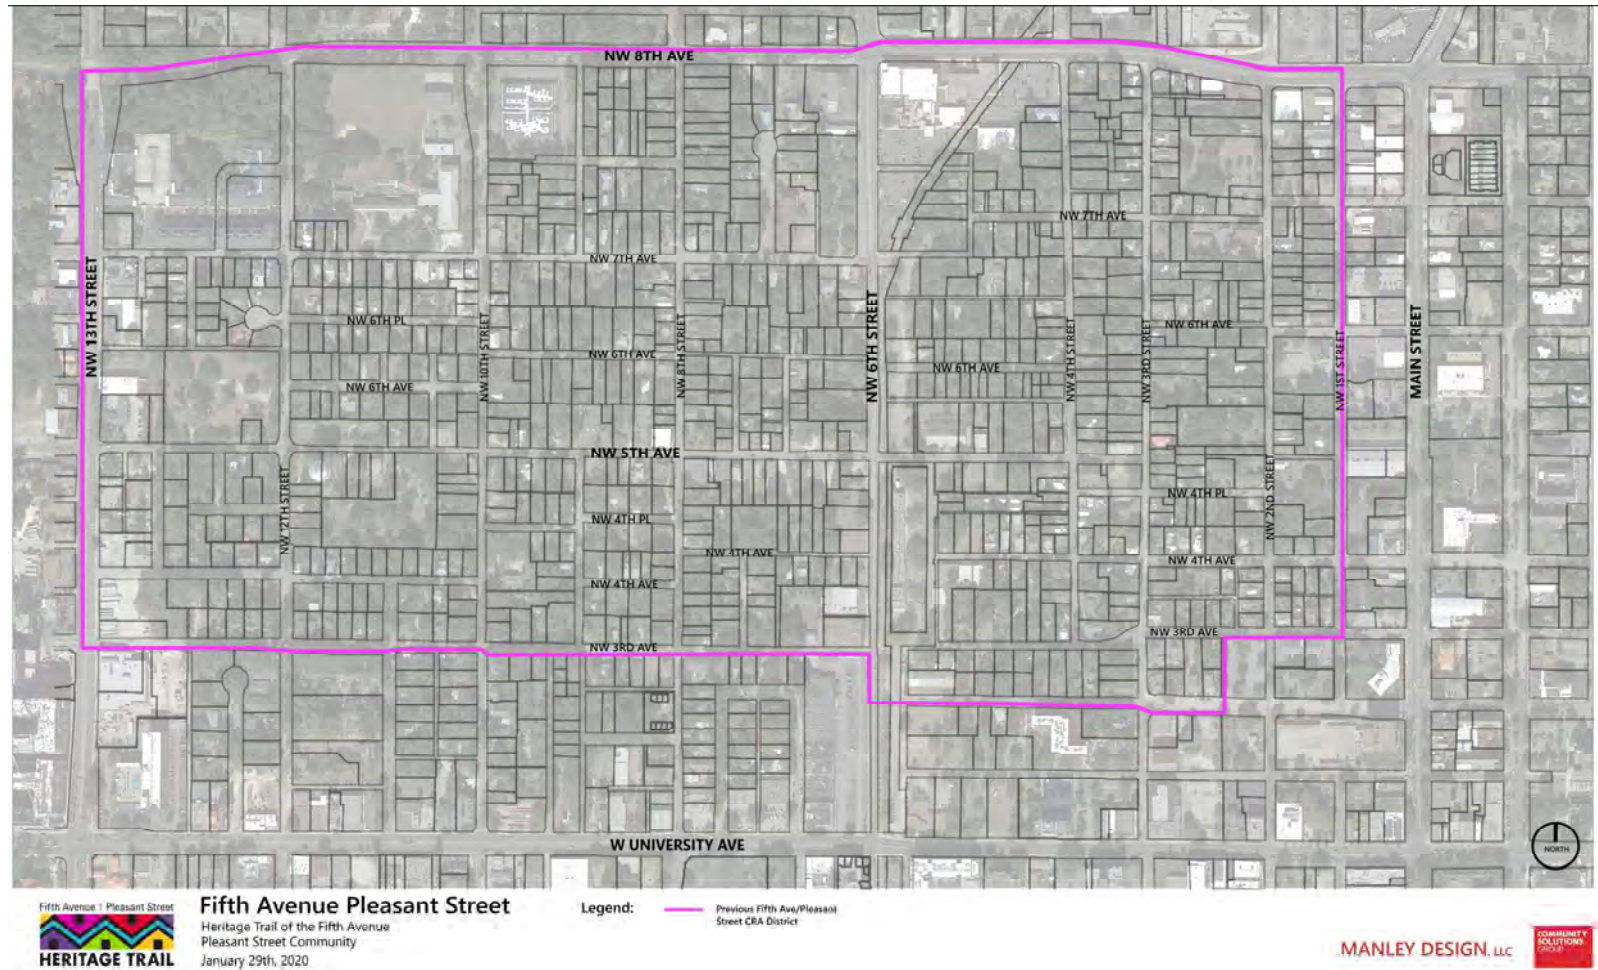 NW 8TH AVE
NW 7TH AVE
NW 7TH AVE
NW 13TH STREET
NW 6TH PL
NW 10TH STREET
NW 6TH AVE
NW 8TH STREET
NW 6TH STREET
NW 6TH AVE
NW 6TH AVE
NW 4TH STREET
NW 3RD STREET
NW 6TH AVE
NW 1ST STREET
MAIN STREET
NW 5TH AVE
NW 12TH STREET
NW 4TH PL
NW 4TH PL
NW 2ND STREET
NW 4TH AVE
NW 4TH AVE
NW 4TH AVE
NW 3RD AVE
NW 3RD AVE
W UNIVERSITY AVE
NORTH
Fifth Avenue | Pleasant Street
HERITAGE TRAIL
Fifth Avenue Pleasant Street
Heritage Trail of the Fifth Avenue
Pleasant Street Community
January 29th, 2020
Legend:
Previous Fifth Ave/Pleasant
Street CRA District
MANLEY DESIGN, LLC
COMMUNITY
SOLUTIONS
GROUP